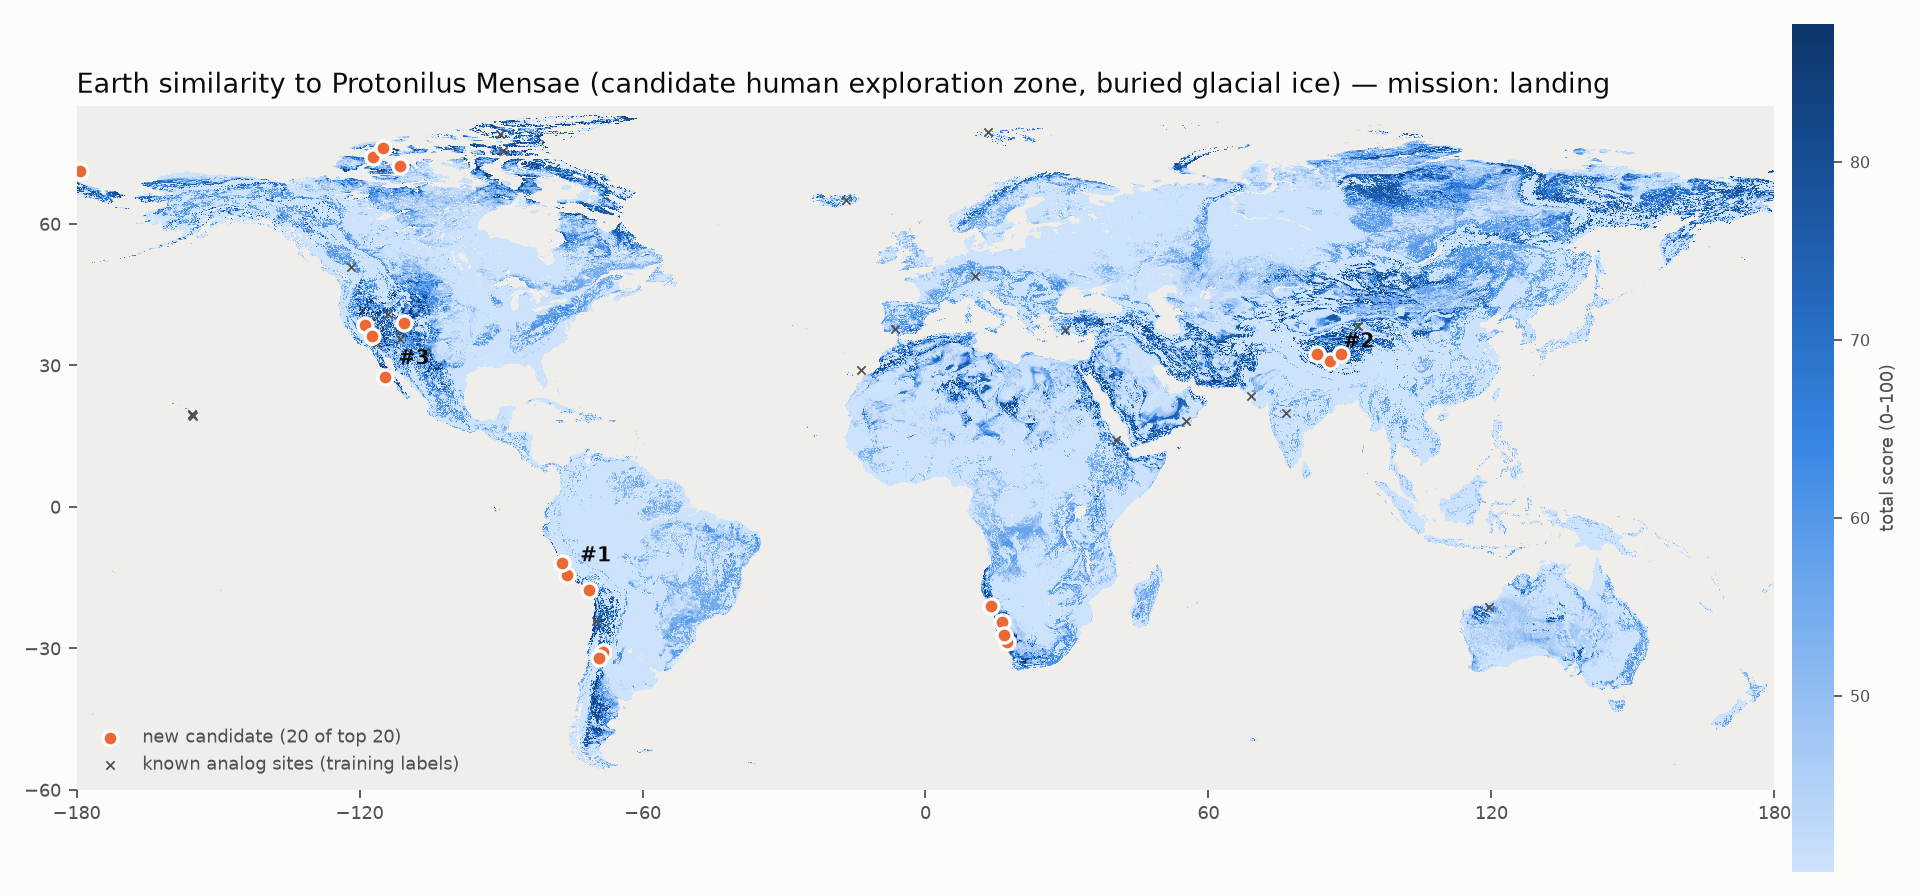 Earth similarity to Protonilus Mensae (candidate human exploration zone, buried glacial ice) — mission: landing
80
60
#2
70
30
#3
total score (0–100)
0
60
#1
−30
50
new candidate (20 of top 20)
known analog sites (training labels)
−60
−180 −120 −60 0 60 120 180